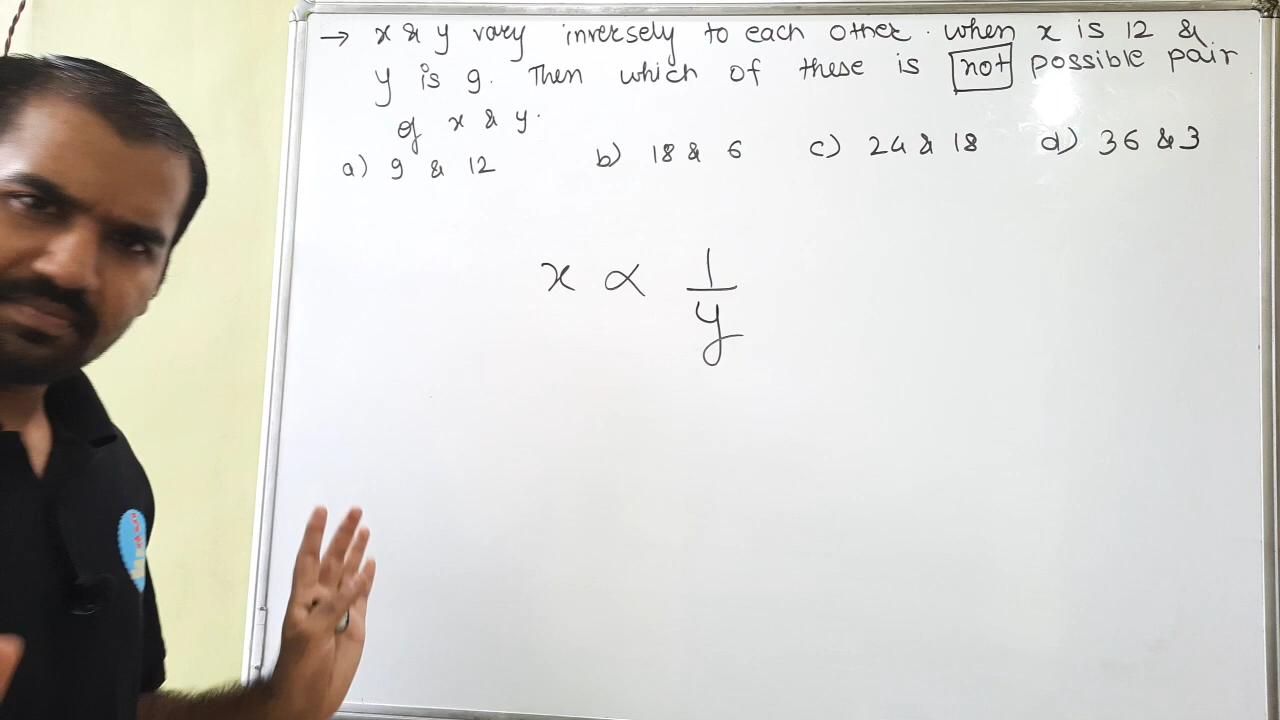 → x & y vary inversely to each other. when x is 12 &
y is 9. Then which of these is not possible pair
of x & y.
a) 9 & 12 b) 18 & 6 c) 24 & 18 d) 36 & 3
x ∝ 1/y